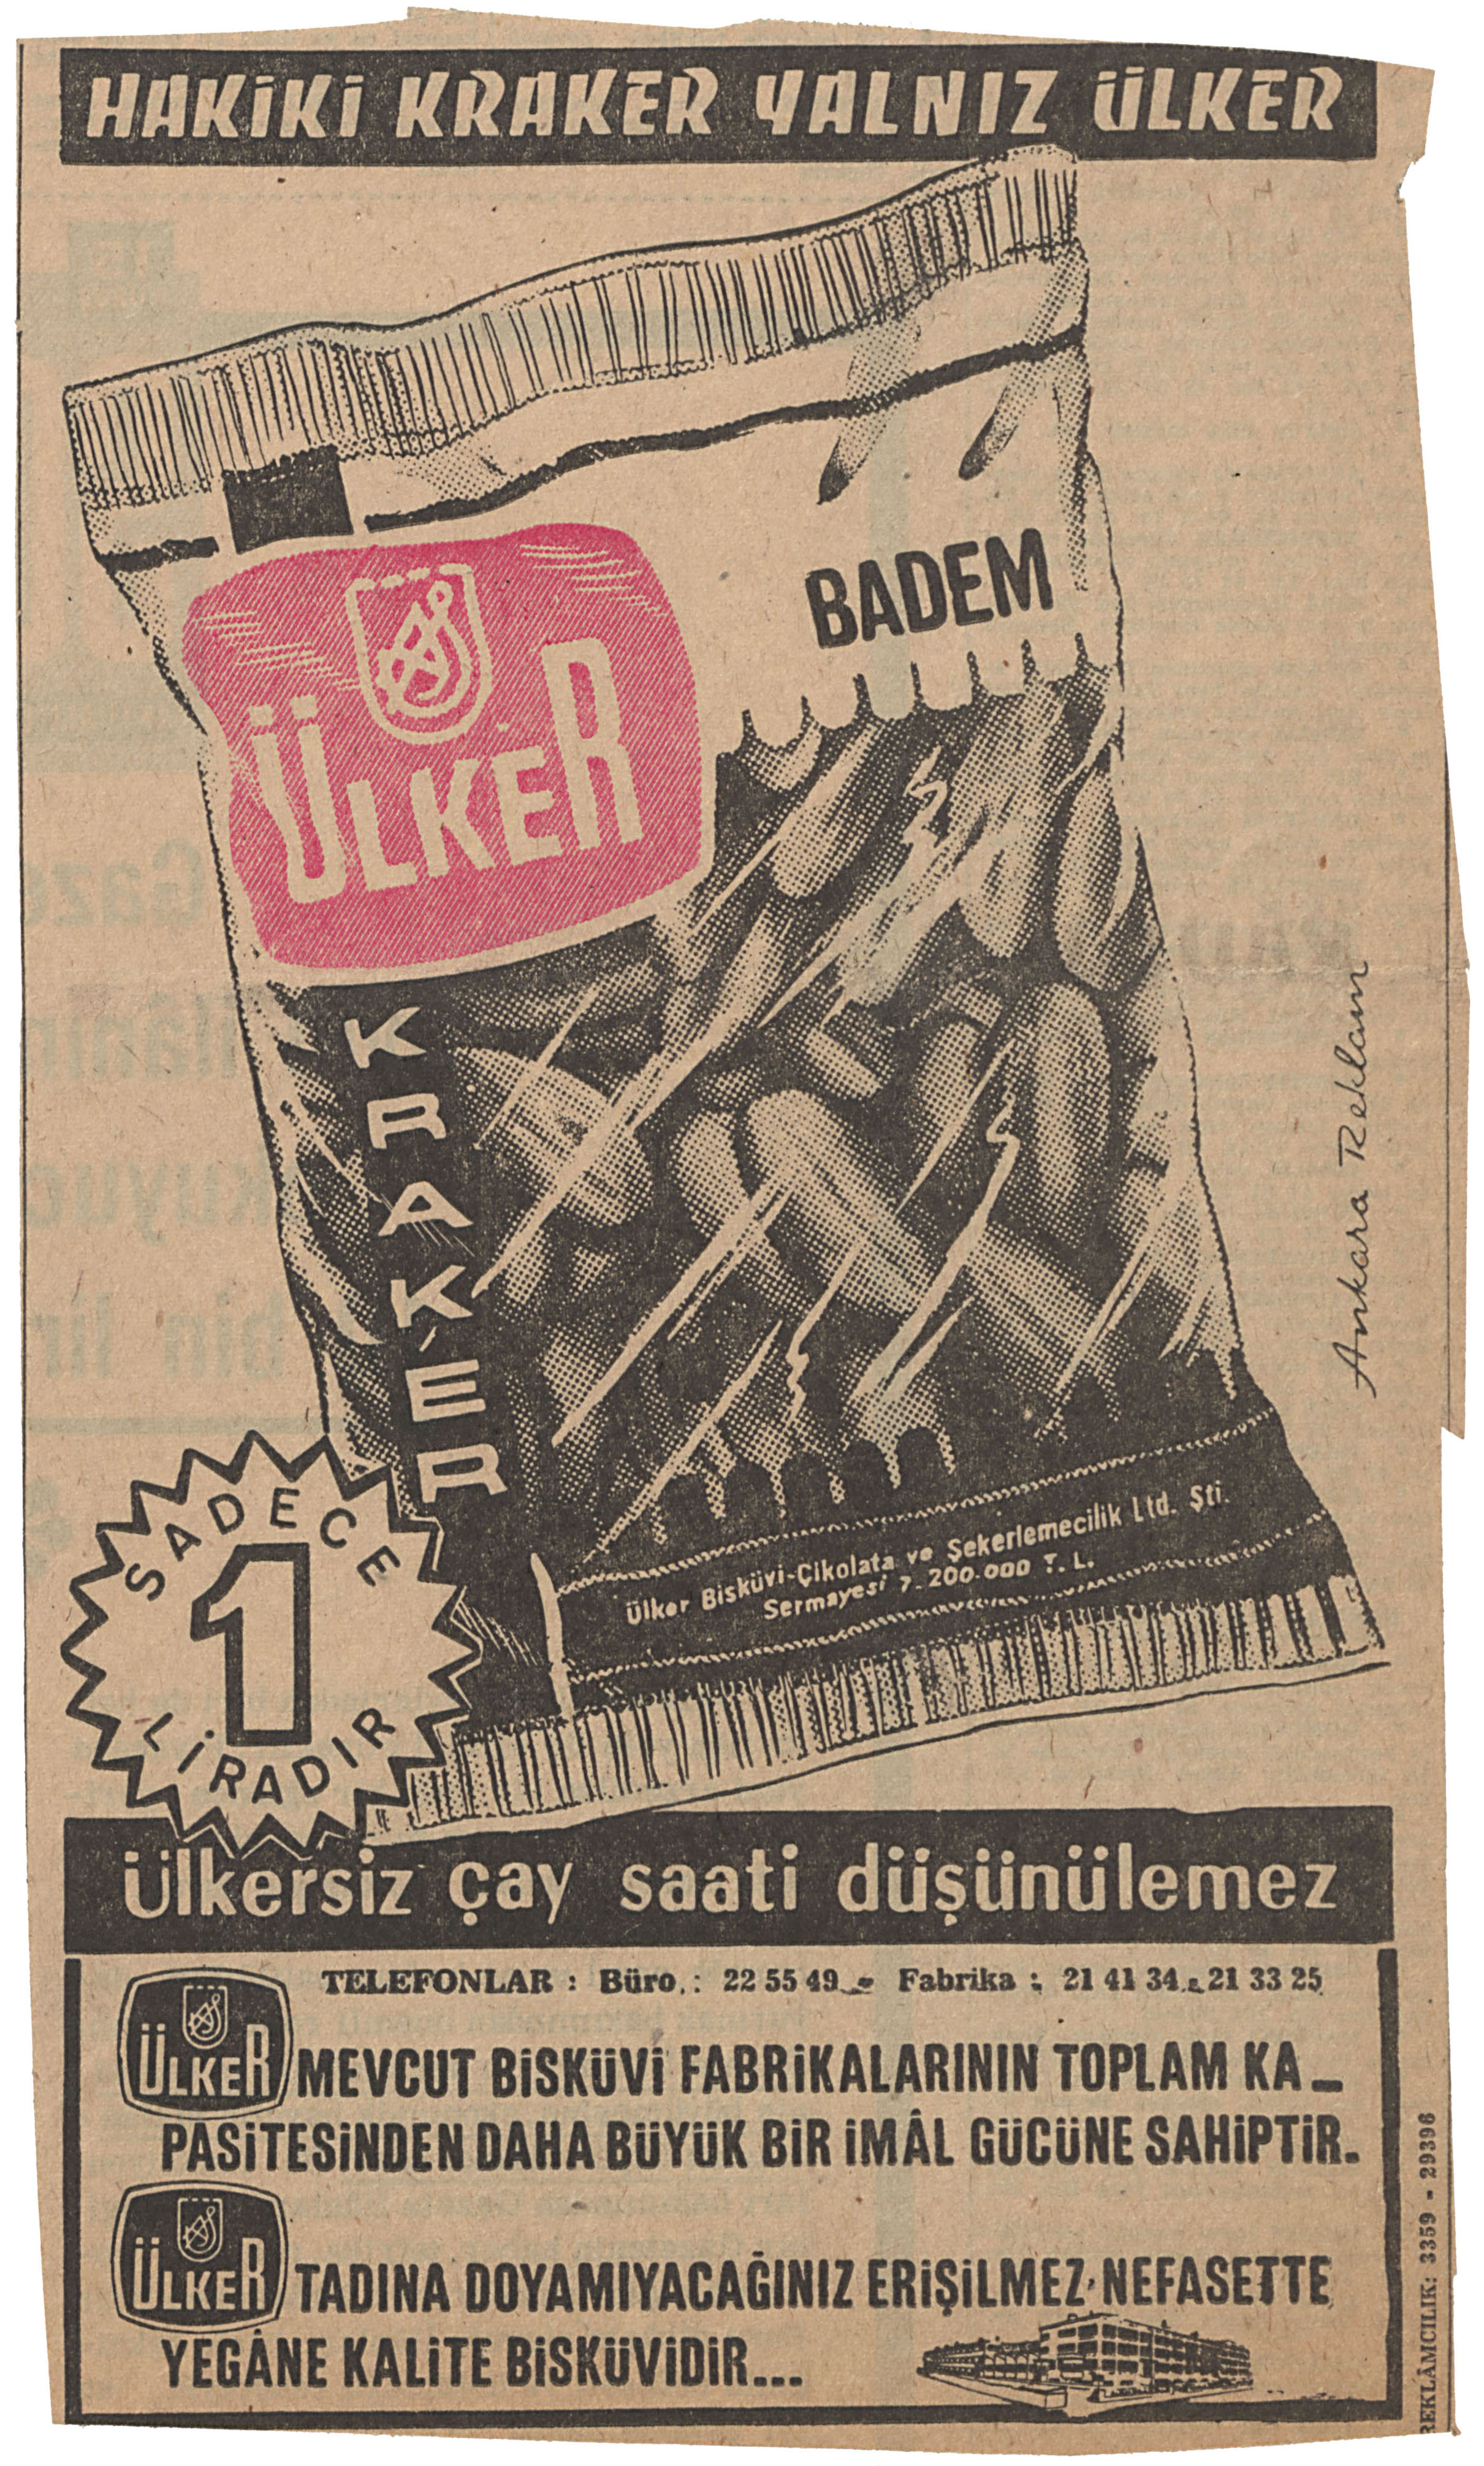 HAKİKİ KRAKER YALNIZ ÜLKER
BADEM
ÜLKER
KRAKER
Ankara Reklam
SADECE
1
LİRADIR
Ülker Bisküvi-Çikolata ve Şekerlemecilik Ltd. Şti.
Sermayesi 7.200.000 T.L.
Ülkersiz çay saati düşünülemez
TELEFONLAR : Büro.: 22 55 49 - Fabrika : 21 41 34 - 21 33 25
ÜLKER MEVCUT BİSKÜVİ FABRİKALARININ TOPLAM KA-
PASİTESİNDEN DAHA BÜYÜK BİR İMÂL GÜCÜNE SAHİPTİR.
ÜLKER TADINA DOYAMIYACAĞINIZ ERİŞİLMEZ NEFASETTE
YEGÂNE KALİTE BİSKÜVİDİR...
REKLÂMCILIK: 3359 - 29396